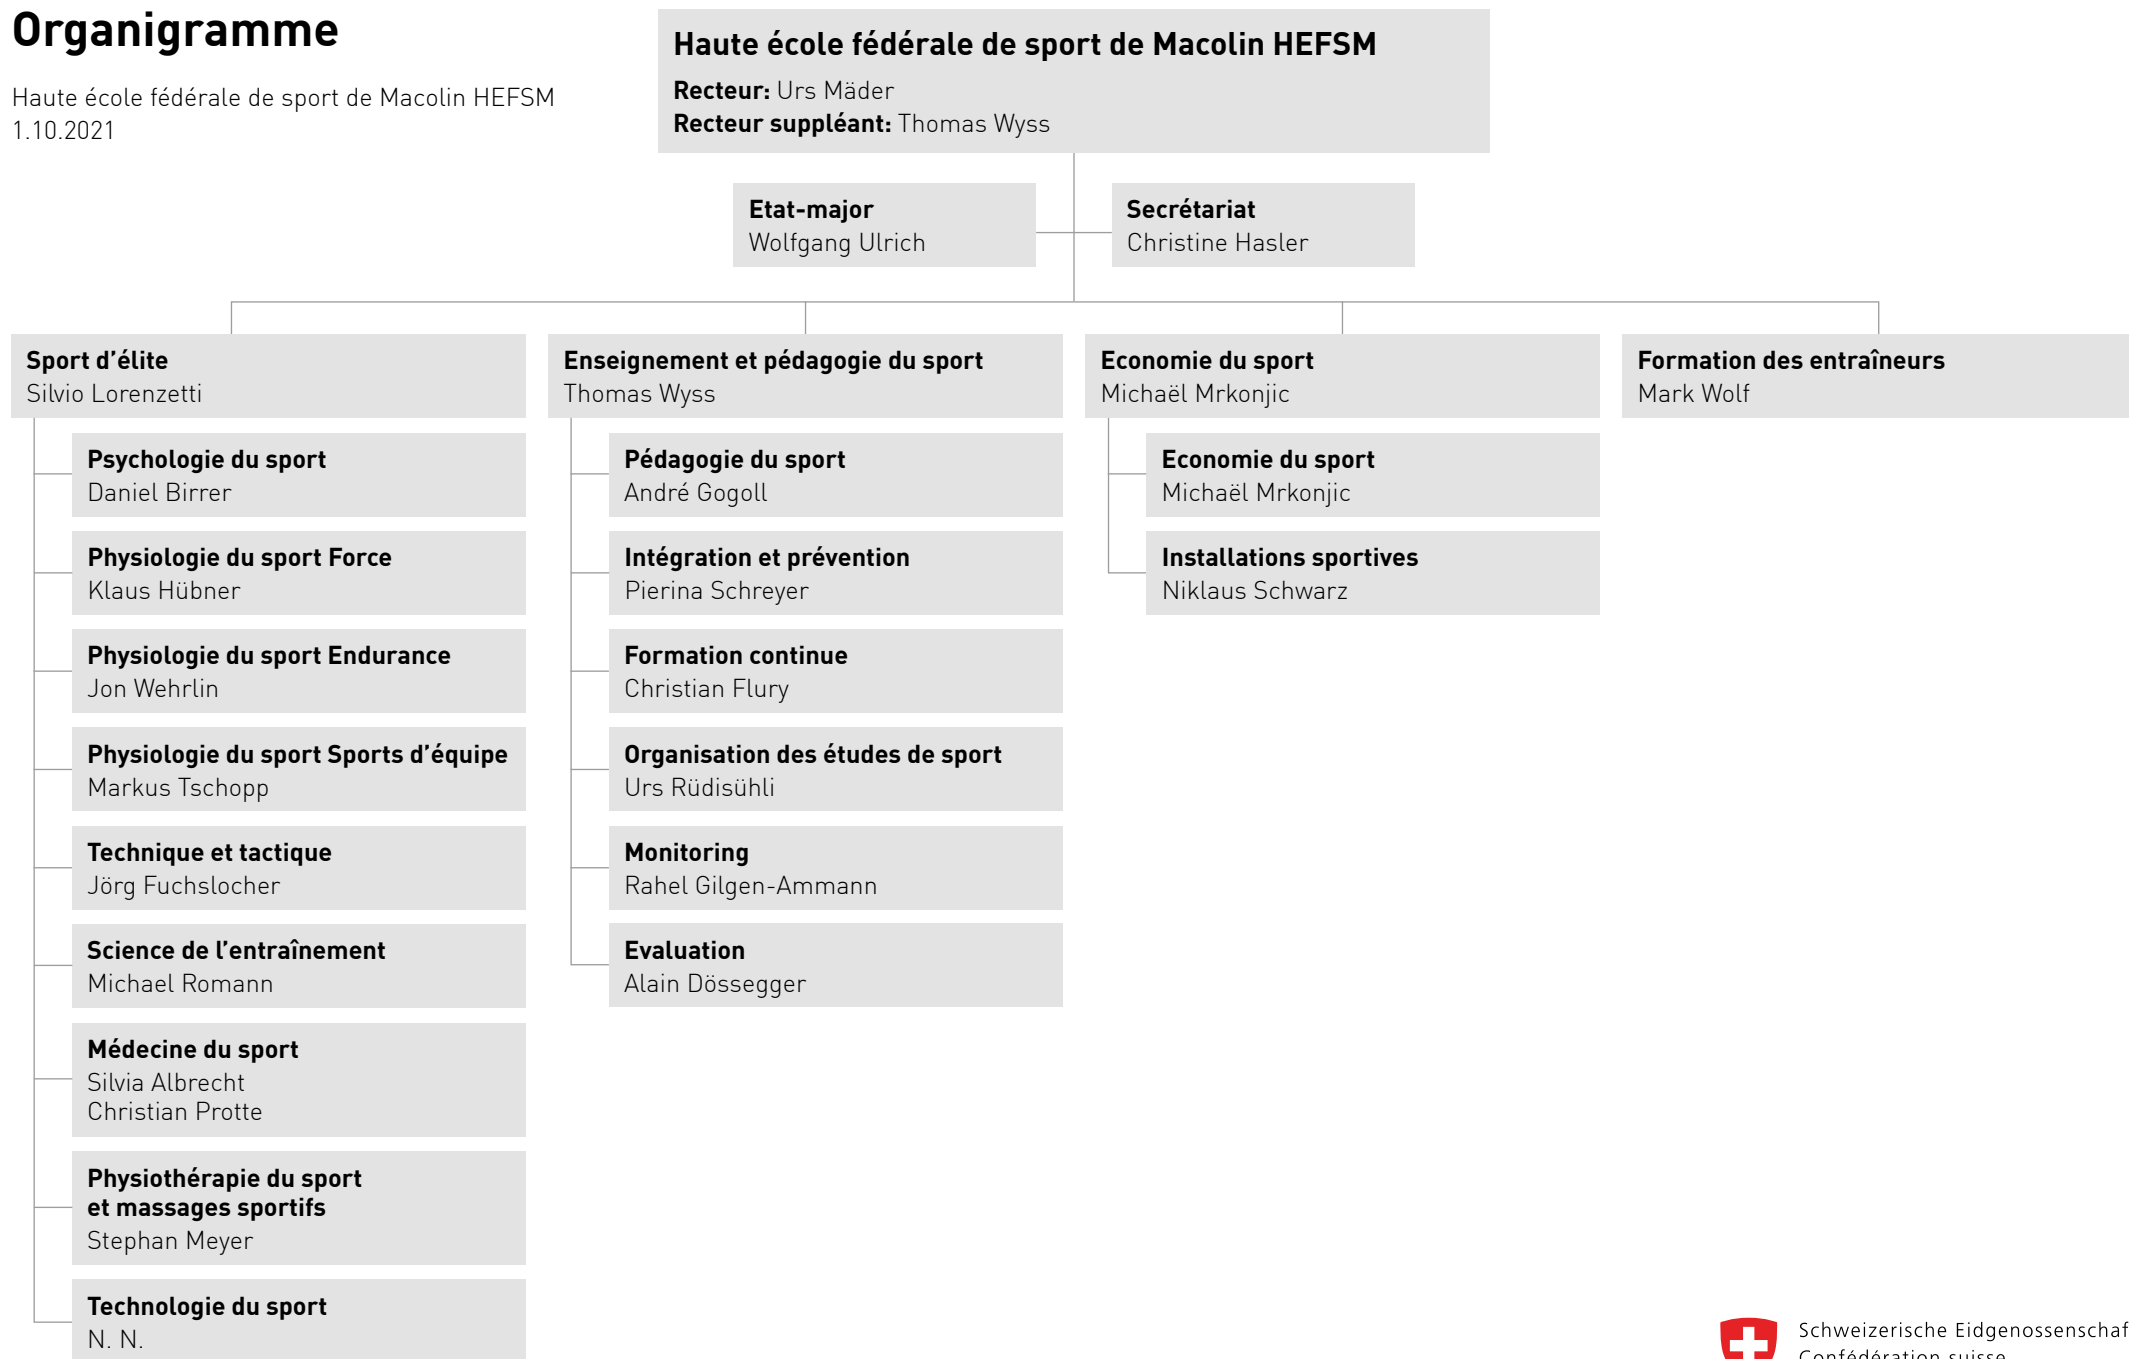 Organigramme
Haute école fédérale de sport de Macolin HEFSM
1.10.2021
Haute école fédérale de sport de Macolin HEFSM
Recteur: Urs Mäder
Recteur suppléant: Thomas Wyss
Etat-major
Wolfgang Ulrich
Secrétariat
Christine Hasler
Sport d’élite
Silvio Lorenzetti
Psychologie du sport
Daniel Birrer
Physiologie du sport Force
Klaus Hübner
Physiologie du sport Endurance
Jon Wehrlin
Physiologie du sport Sports d’équipe
Markus Tschopp
Technique et tactique
Jörg Fuchslocher
Science de l’entraînement
Michael Romann
Médecine du sport
Silvia Albrecht
Christian Protte
Physiothérapie du sport
et massages sportifs
Stephan Meyer
Technologie du sport
N. N.
Enseignement et pédagogie du sport
Thomas Wyss
Pédagogie du sport
André Gogoll
Intégration et prévention
Pierina Schreyer
Formation continue
Christian Flury
Organisation des études de sport
Urs Rüdisühli
Monitoring
Rahel Gilgen-Ammann
Evaluation
Alain Dössegger
Economie du sport
Michaël Mrkonjic
Economie du sport
Michaël Mrkonjic
Installations sportives
Niklaus Schwarz
Formation des entraîneurs
Mark Wolf
Schweizerische Eidgenossenschaf
Confédération suisse